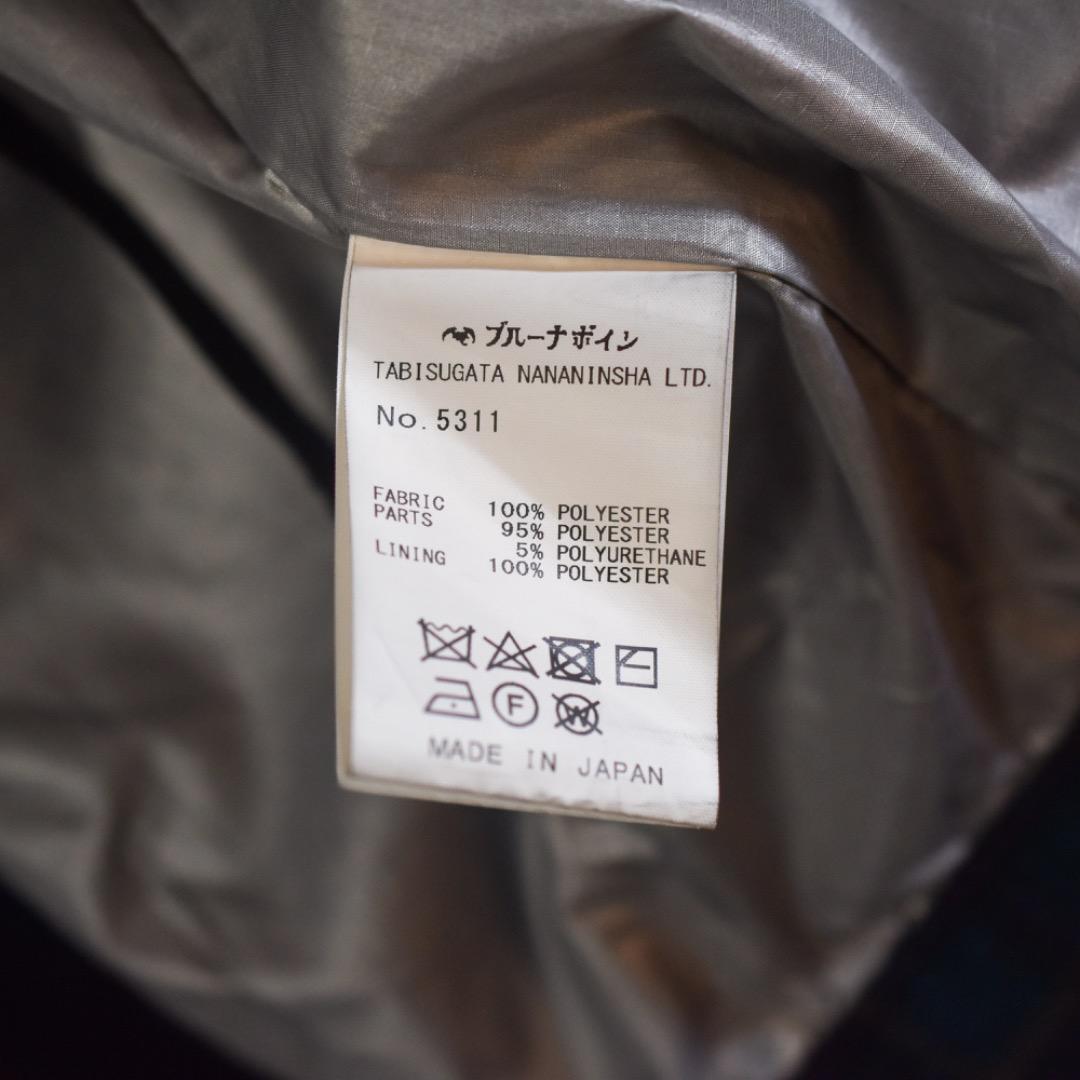 ブルーナボイン
TABISUGATA NANANINSHA LTD.
No. 5311
FABRIC 100% POLYESTER
PARTS 95% POLYESTER
5% POLYURETHANE
LINING 100% POLYESTER
F W
MADE IN JAPAN